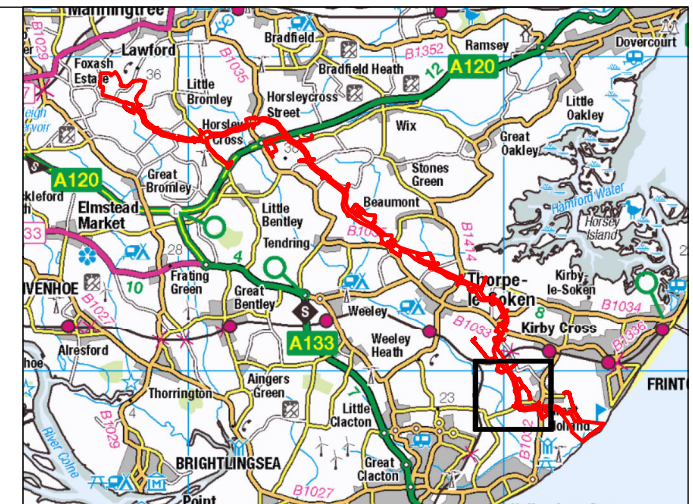 Manningtree
B1029
Lawford
Foxash
Estate
36
B1035
Bradfield
Bradfield Heath
B1352
Ramsey
12
A120
Dovercourt
Little
Bromley
Horsleycross
Street
Horsley
Cross
Wix
Little
Oakley
Great
Oakley
A120
Great
Bromley
Elmstead
Market
Stones
Green
Beaumont
Hamford Water
Horsey
Island
Little
Bentley
Tendring
B1414
28
Frating
Green
4
10
Great
Bentley
S
Weeley
Thorpe-
le-Soken
Kirby-
le-Soken
8
B1034
B1033
Kirby Cross
B1336
B1027
Alresford
A133
Weeley
Heath
7
Thorrington
Aingers
Green
Little
Clacton
23
B1032
B1029
4
River Colne
BRIGHTLINGSEA
Great
Clacton
B1027
Point